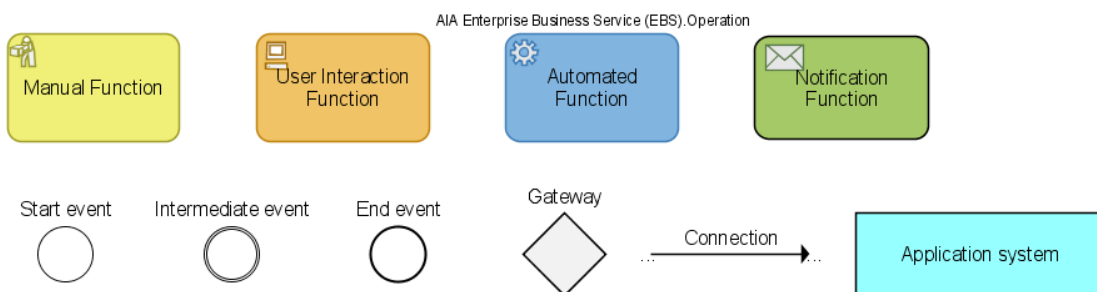 AIA Enterprise Business Service (EBS).Operation
Manual Function
User Interaction
Function
Automated
Function
Notification
Function
Start event
Intermediate event
End event
Gateway
...
Connection
...
Application system